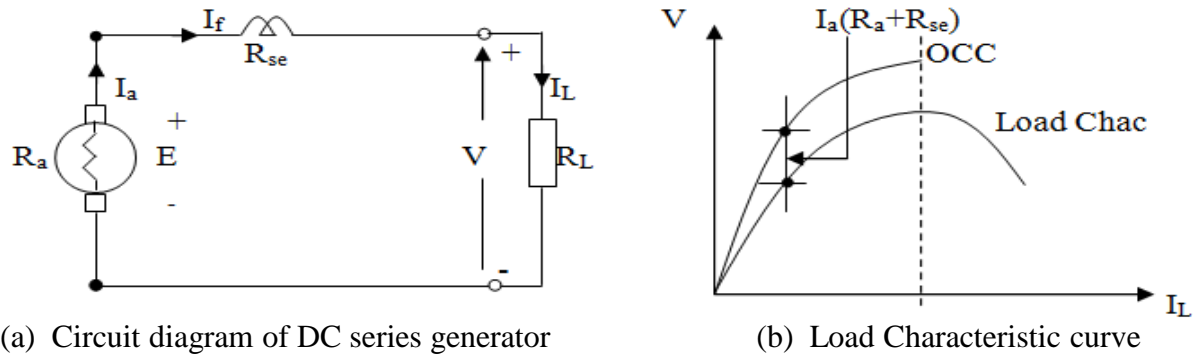 I_f
R_se
+
I_a
I_L
+
R_a
E
V
R_L
-
-
(a) Circuit diagram of DC series generator
V
I_a(R_a+R_se)
OCC
Load Chac
I_L
(b) Load Characteristic curve